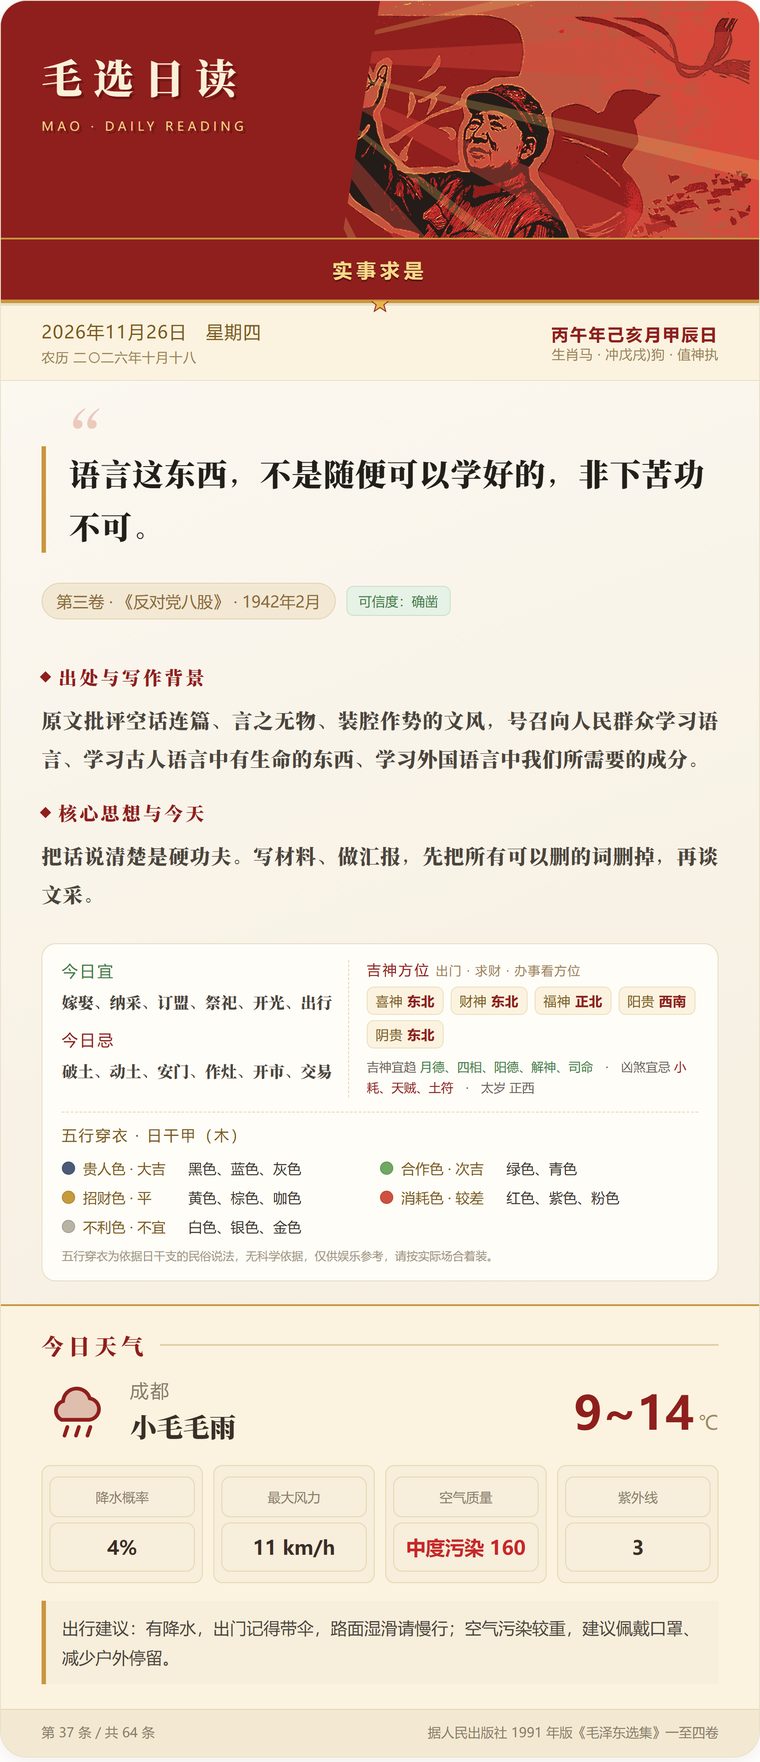 毛选日读
MAO · DAILY READING
实事求是
2026年11月26日 星期四
农历 二〇二六年十月十八
丙午年己亥月甲辰日
生肖马 · 冲戊戌)狗 · 值神执
“
语言这东西，不是随便可以学好的，非下苦功
不可。
第三卷 · 《反对党八股》 · 1942年2月
可信度：确凿
出处与写作背景
原文批评空话连篇、言之无物、装腔作势的文风，号召向人民群众学习语
言、学习古人语言中有生命的东西、学习外国语言中我们所需要的成分。
核心思想与今天
把话说清楚是硬功夫。写材料、做汇报，先把所有可以删的词删掉，再谈
文采。
今日宜
嫁娶、纳采、订盟、祭祀、开光、出行
今日忌
破土、动土、安门、作灶、开市、交易
吉神方位 出门 · 求财 · 办事看方位
喜神 东北 财神 东北 福神 正北 阳贵 西南
阴贵 东北
吉神宜趋 月德、四相、阳德、解神、司命 · 凶煞宜忌 小
耗、天贼、土符 · 太岁 正西
五行穿衣 · 日干甲（木）
贵人色 · 大吉 黑色、蓝色、灰色
合作色 · 次吉 绿色、青色
招财色 · 平 黄色、棕色、咖色
消耗色 · 较差 红色、紫色、粉色
不利色 · 不宜 白色、银色、金色
五行穿衣为依据日干支的民俗说法，无科学依据，仅供娱乐参考，请按实际场合着装。
今日天气
成都
小毛毛雨
9~14 ℃
降水概率 最大风力 空气质量 紫外线
4% 11 km/h 中度污染 160 3
出行建议：有降水，出门记得带伞，路面湿滑请慢行；空气污染较重，建议佩戴口罩、
减少户外停留。
第 37 条 / 共 64 条
据人民出版社 1991 年版《毛泽东选集》一至四卷